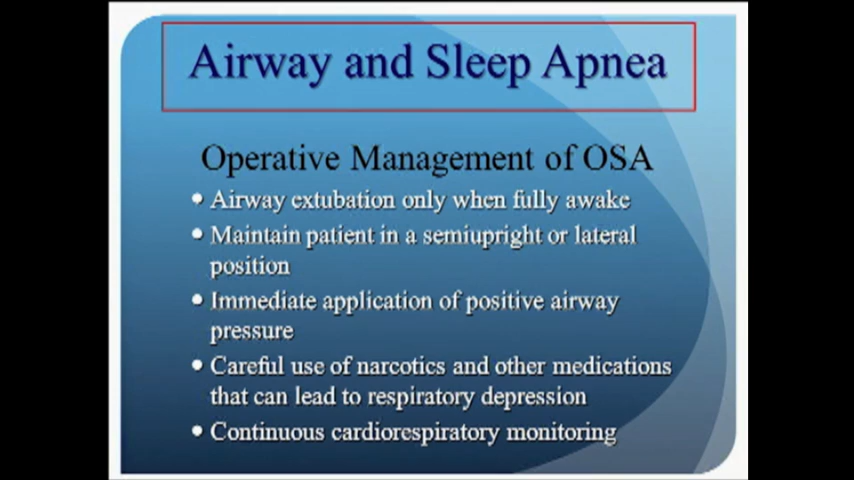 Airway and Sleep Apnea
Operative Management of OSA
• Airway extubation only when fully awake
• Maintain patient in a semiupright or lateral
position
• Immediate application of positive airway
pressure
• Careful use of narcotics and other medications
that can lead to respiratory depression
• Continuous cardiorespiratory monitoring